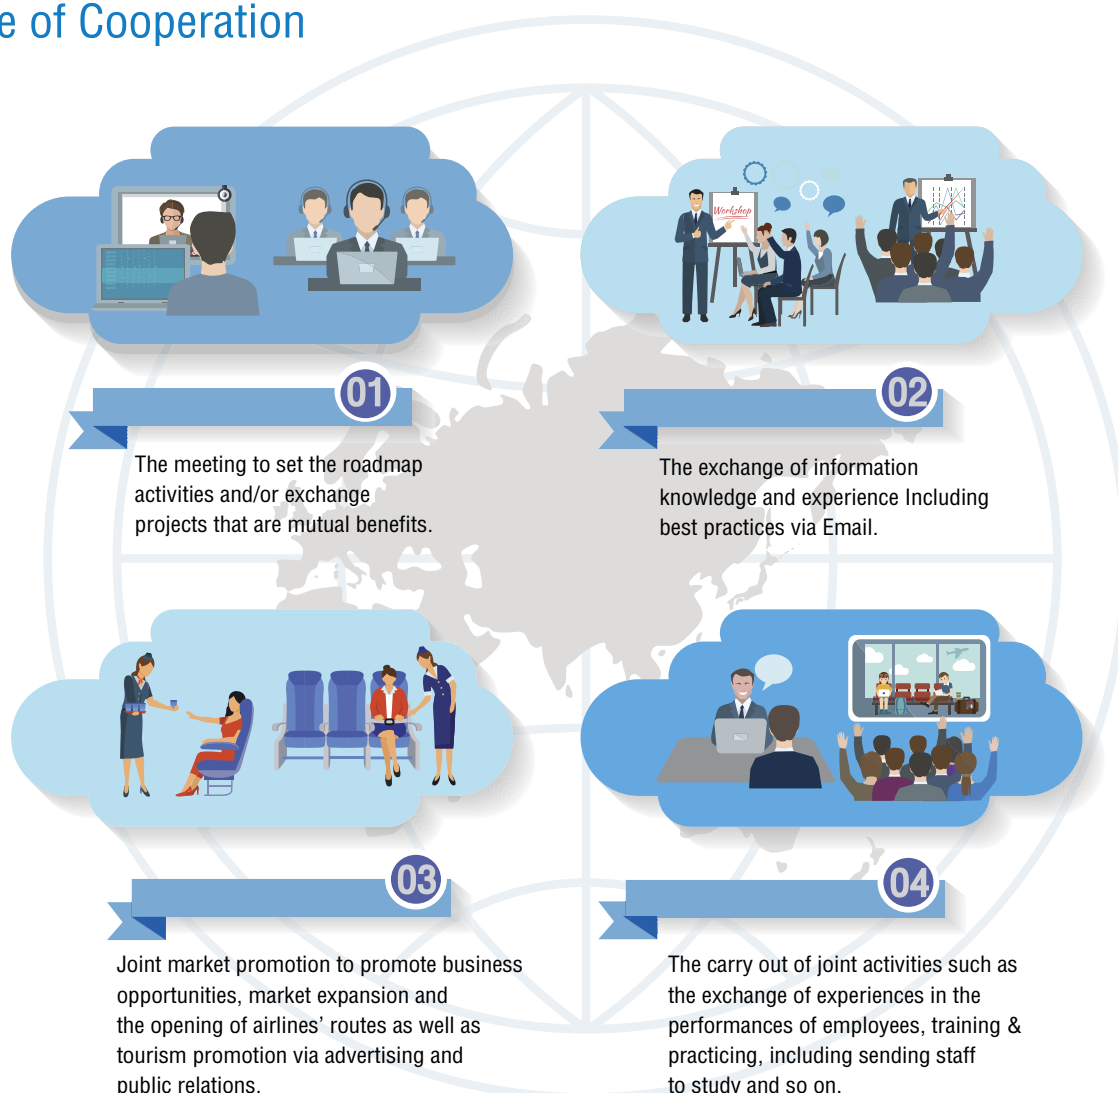 e of Cooperation
Workshop
01
The meeting to set the roadmap
activities and/or exchange
projects that are mutual benefits.
02
The exchange of information
knowledge and experience Including
best practices via Email.
03
Joint market promotion to promote business
opportunities, market expansion and
the opening of airlines’ routes as well as
tourism promotion via advertising and
public relations.
04
The carry out of joint activities such as
the exchange of experiences in the
performances of employees, training &
practicing, including sending staff
to study and so on.